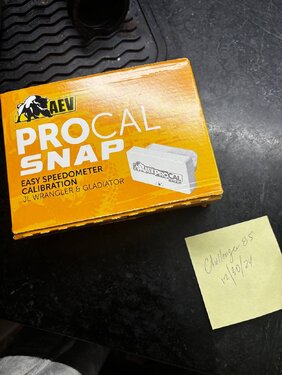 AEV
PROCAL
SNAP
EASY SPEEDOMETER
CALIBRATION
JL WRANGLER & GLADIATOR
AEV PROCAL
SNAP
Challenger 85
12/30/24